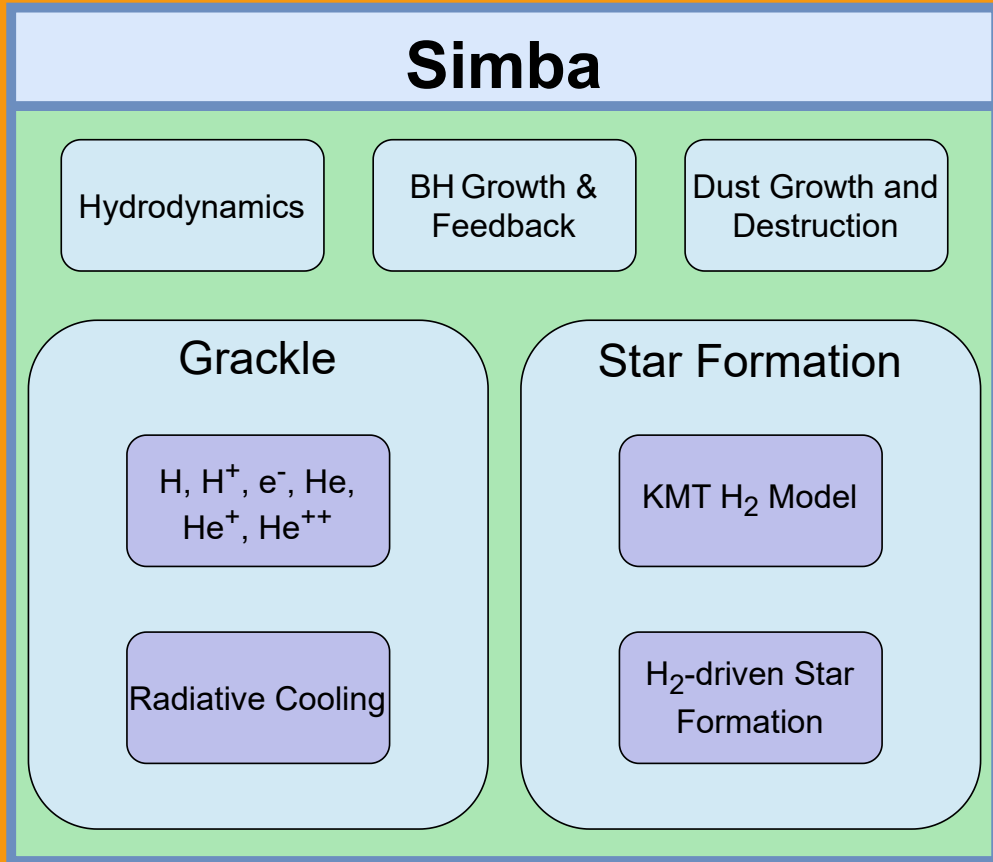 Simba
Hydrodynamics
BH Growth &
Feedback
Dust Growth and
Destruction
Grackle
H, H⁺, e⁻, He,
He⁺, He⁺⁺
Radiative Cooling
Star Formation
KMT H₂ Model
H₂-driven Star
Formation